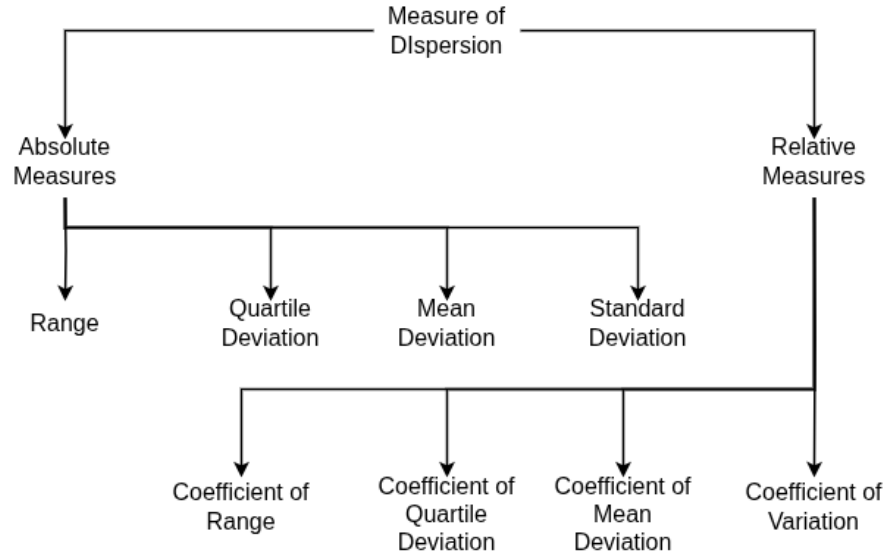 Measure of
DIspersion
Absolute
Measures
Relative
Measures
Range
Quartile
Deviation
Mean
Deviation
Standard
Deviation
Coefficient of
Range
Coefficient of
Quartile
Deviation
Coefficient of
Mean
Deviation
Coefficient of
Variation